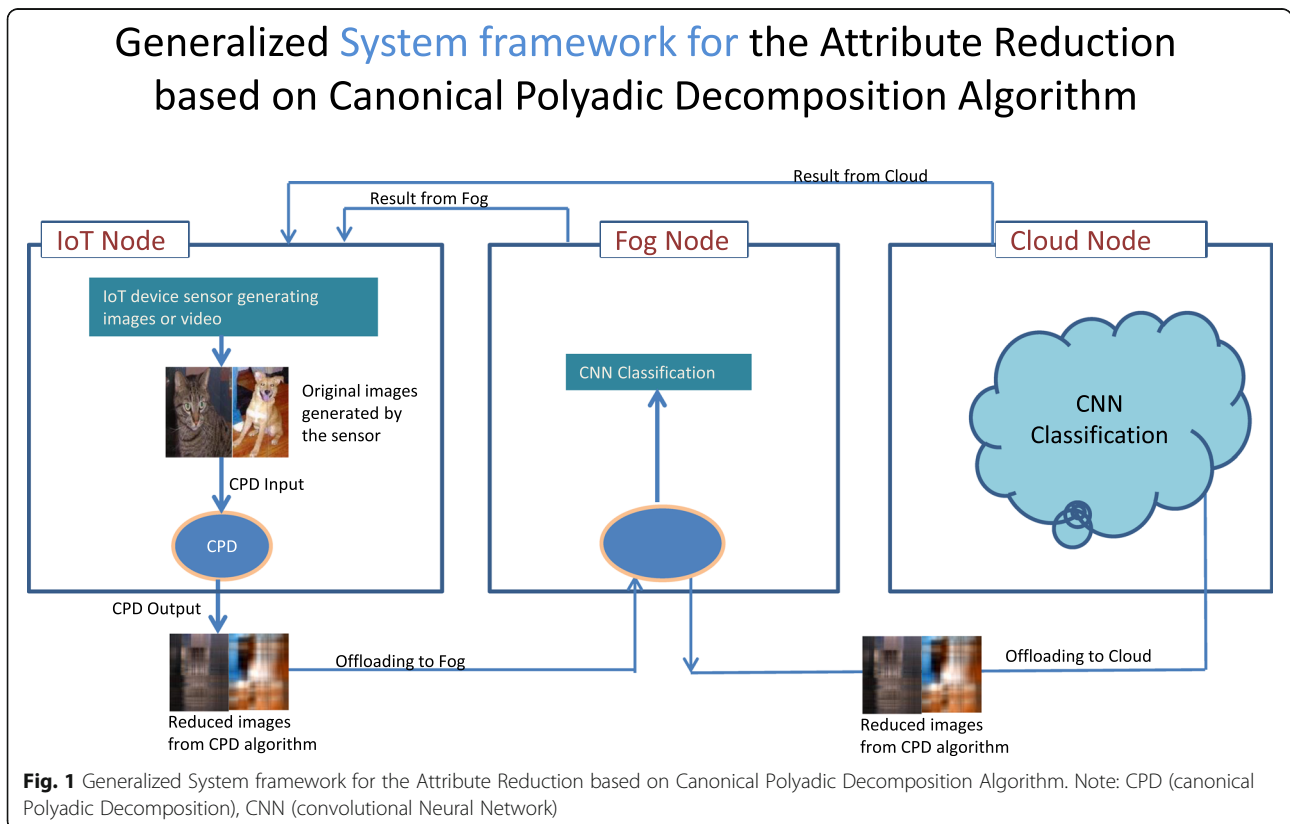 Generalized System framework for the Attribute Reduction
based on Canonical Polyadic Decomposition Algorithm
Result from Cloud
Result from Fog
IoT Node
Fog Node
Cloud Node
IoT device sensor generating
images or video
Original images
generated by
the sensor
CPD Input
CPD
CPD Output
CNN Classification
CNN
Classification
Offloading to Fog
Offloading to Cloud
Reduced images
from CPD algorithm
Reduced images
from CPD algorithm
Fig. 1 Generalized System framework for the Attribute Reduction based on Canonical Polyadic Decomposition Algorithm. Note: CPD (canonical
Polyadic Decomposition), CNN (convolutional Neural Network)